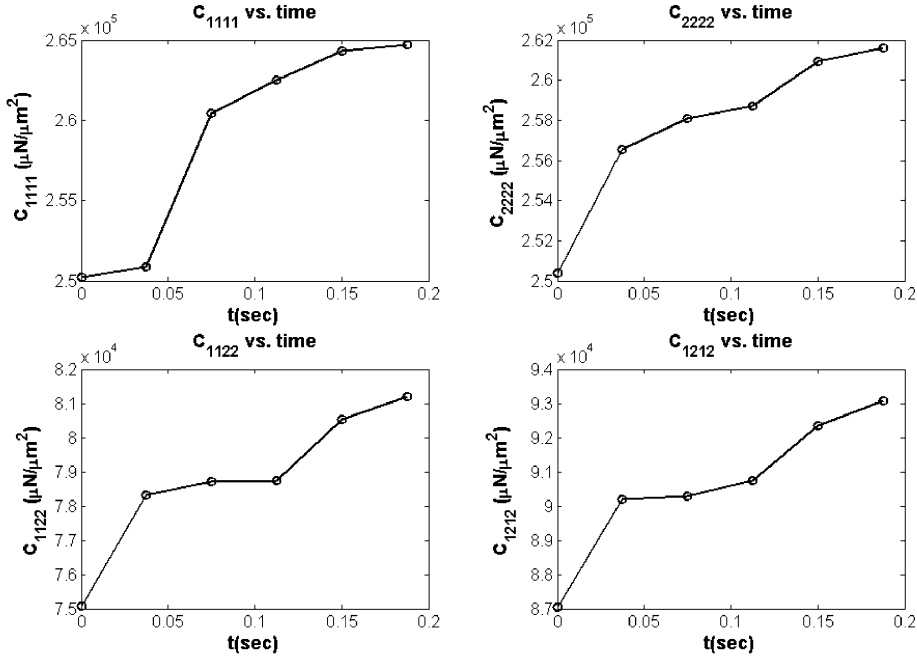 C1111 vs. time
x 10^5
2.65
2.6
2.55
2.5
C1111 (μN/μm²)
0 0.05 0.1 0.15 0.2
t(sec)
C2222 vs. time
x 10^5
2.62
2.6
2.58
2.56
2.54
2.52
2.5
C2222 (μN/μm²)
0 0.05 0.1 0.15 0.2
t(sec)
C1122 vs. time
x 10^4
8.2
8.1
8
7.9
7.8
7.7
7.6
7.5
C1122 (μN/μm²)
0 0.05 0.1 0.15 0.2
t(sec)
C1212 vs. time
x 10^4
9.4
9.3
9.2
9.1
9
8.9
8.8
8.7
C1212 (μN/μm²)
0 0.05 0.1 0.15 0.2
t(sec)